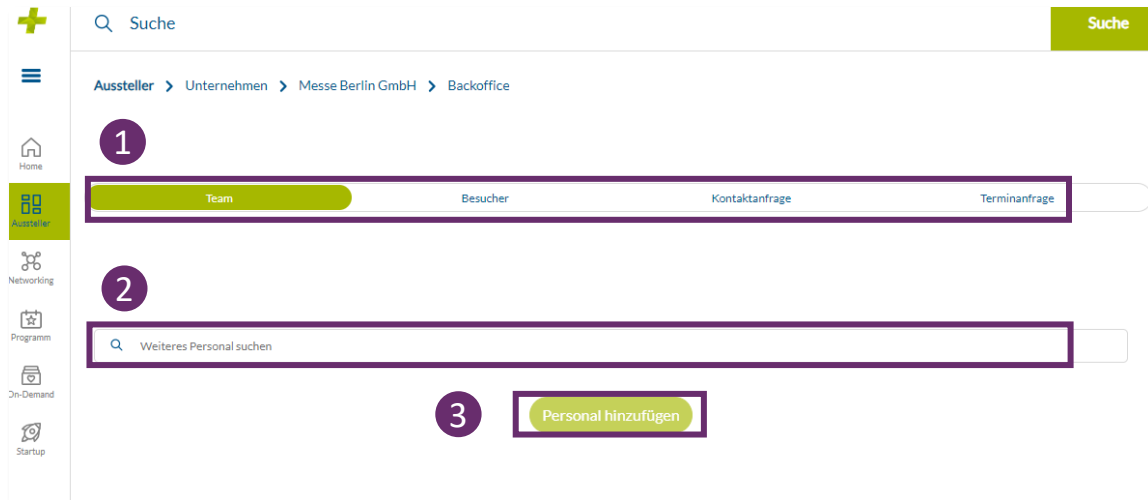 Suche
Suche
Aussteller > Unternehmen > Messe Berlin GmbH > Backoffice
1
Home
Team
Besucher
Kontaktanfrage
Terminanfrage
Aussteller
Networking
2
Programm
Weiteres Personal suchen
On-Demand
3
Personal hinzufügen
Startup